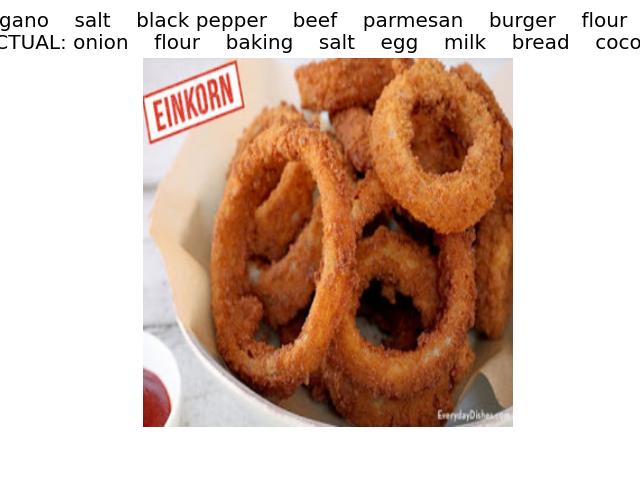 gano salt black pepper beef parmesan burger flour
CTUAL: onion flour baking salt egg milk bread coco
EINKORN
EverydayDishes.com